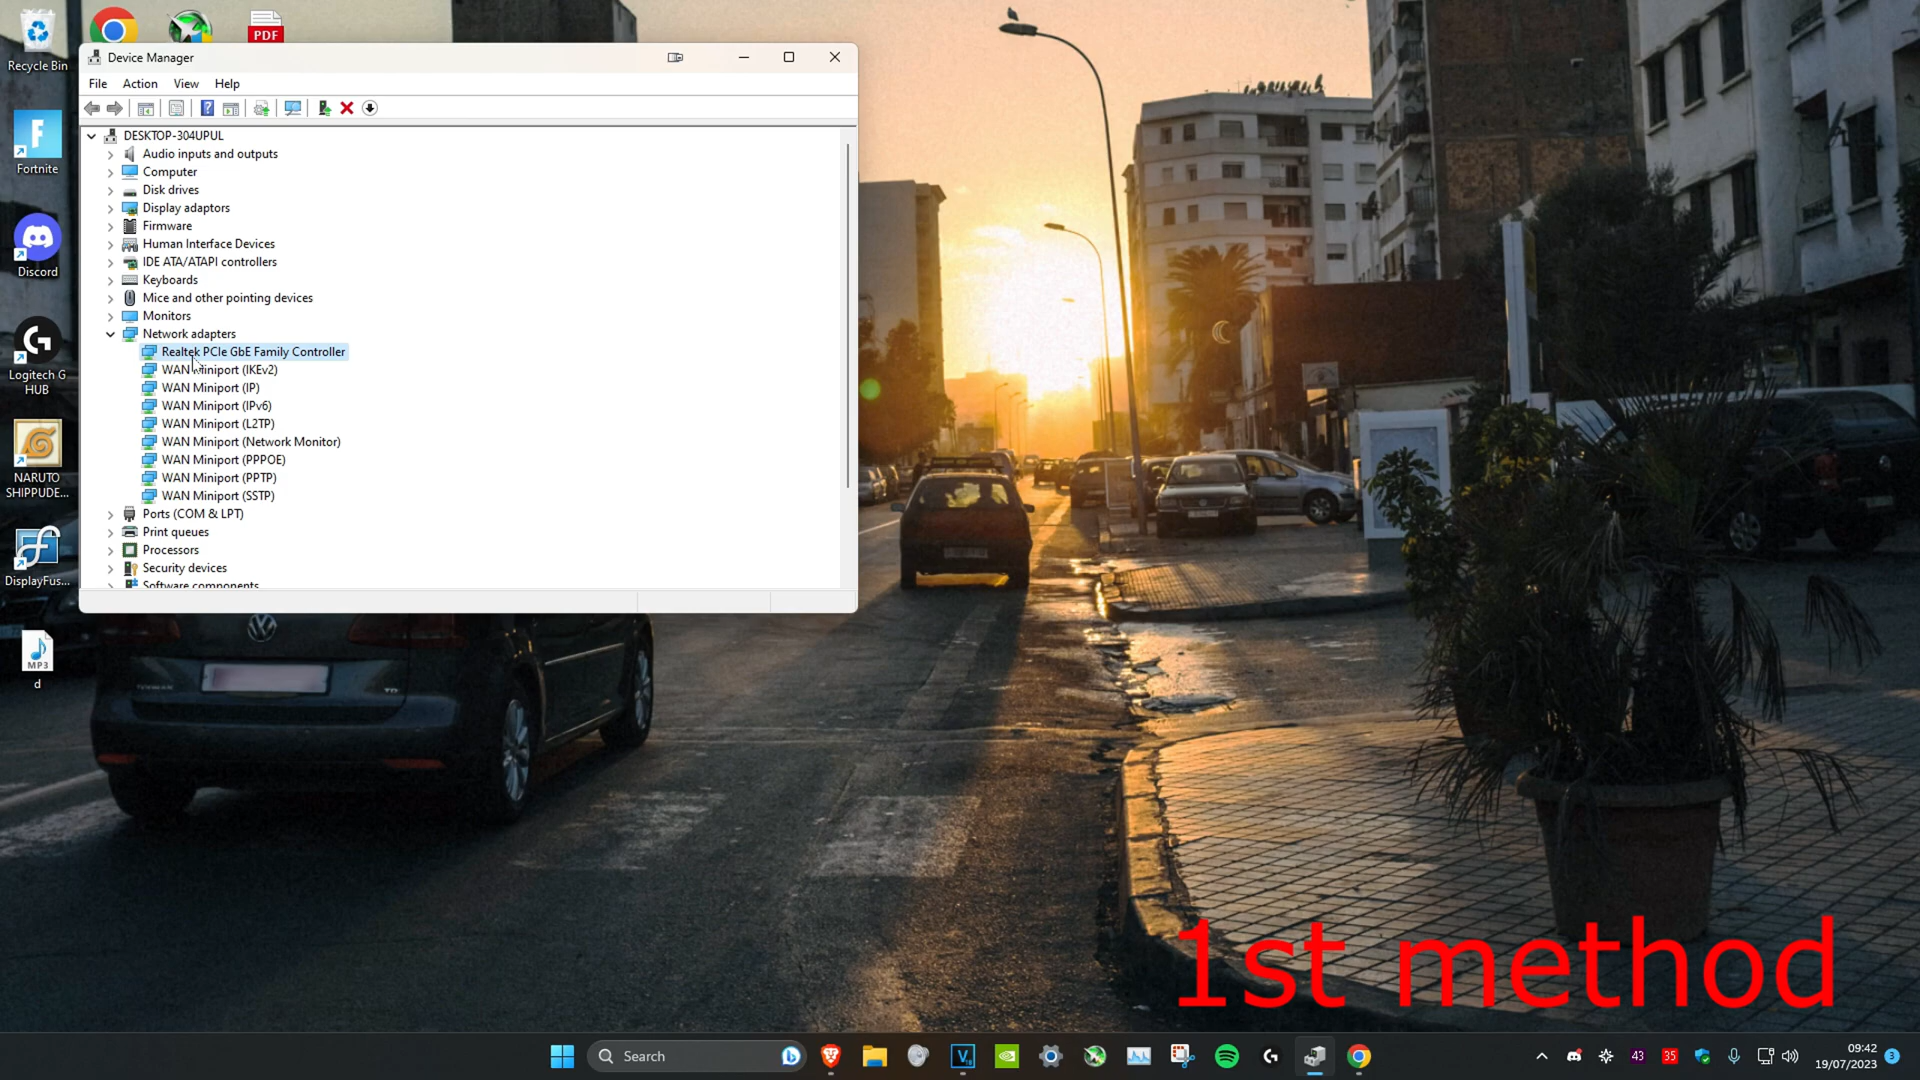 Recycle Bin
PDF
Device Manager
File Action View Help
DESKTOP-304UPUL
Audio inputs and outputs
Computer
Disk drives
Display adaptors
Firmware
Human Interface Devices
IDE ATA/ATAPI controllers
Keyboards
Mice and other pointing devices
Monitors
Network adapters
Realtek PCIe GbE Family Controller
WAN Miniport (IKEv2)
WAN Miniport (IP)
WAN Miniport (IPv6)
WAN Miniport (L2TP)
WAN Miniport (Network Monitor)
WAN Miniport (PPPOE)
WAN Miniport (PPTP)
WAN Miniport (SSTP)
Ports (COM & LPT)
Print queues
Processors
Security devices
Software components
Fortnite
Discord
Logitech G
HUB
NARUTO
SHIPPUDE...
DisplayFus...
MP3
d
1st method
Search
43
35
09:42
19/07/2023
3